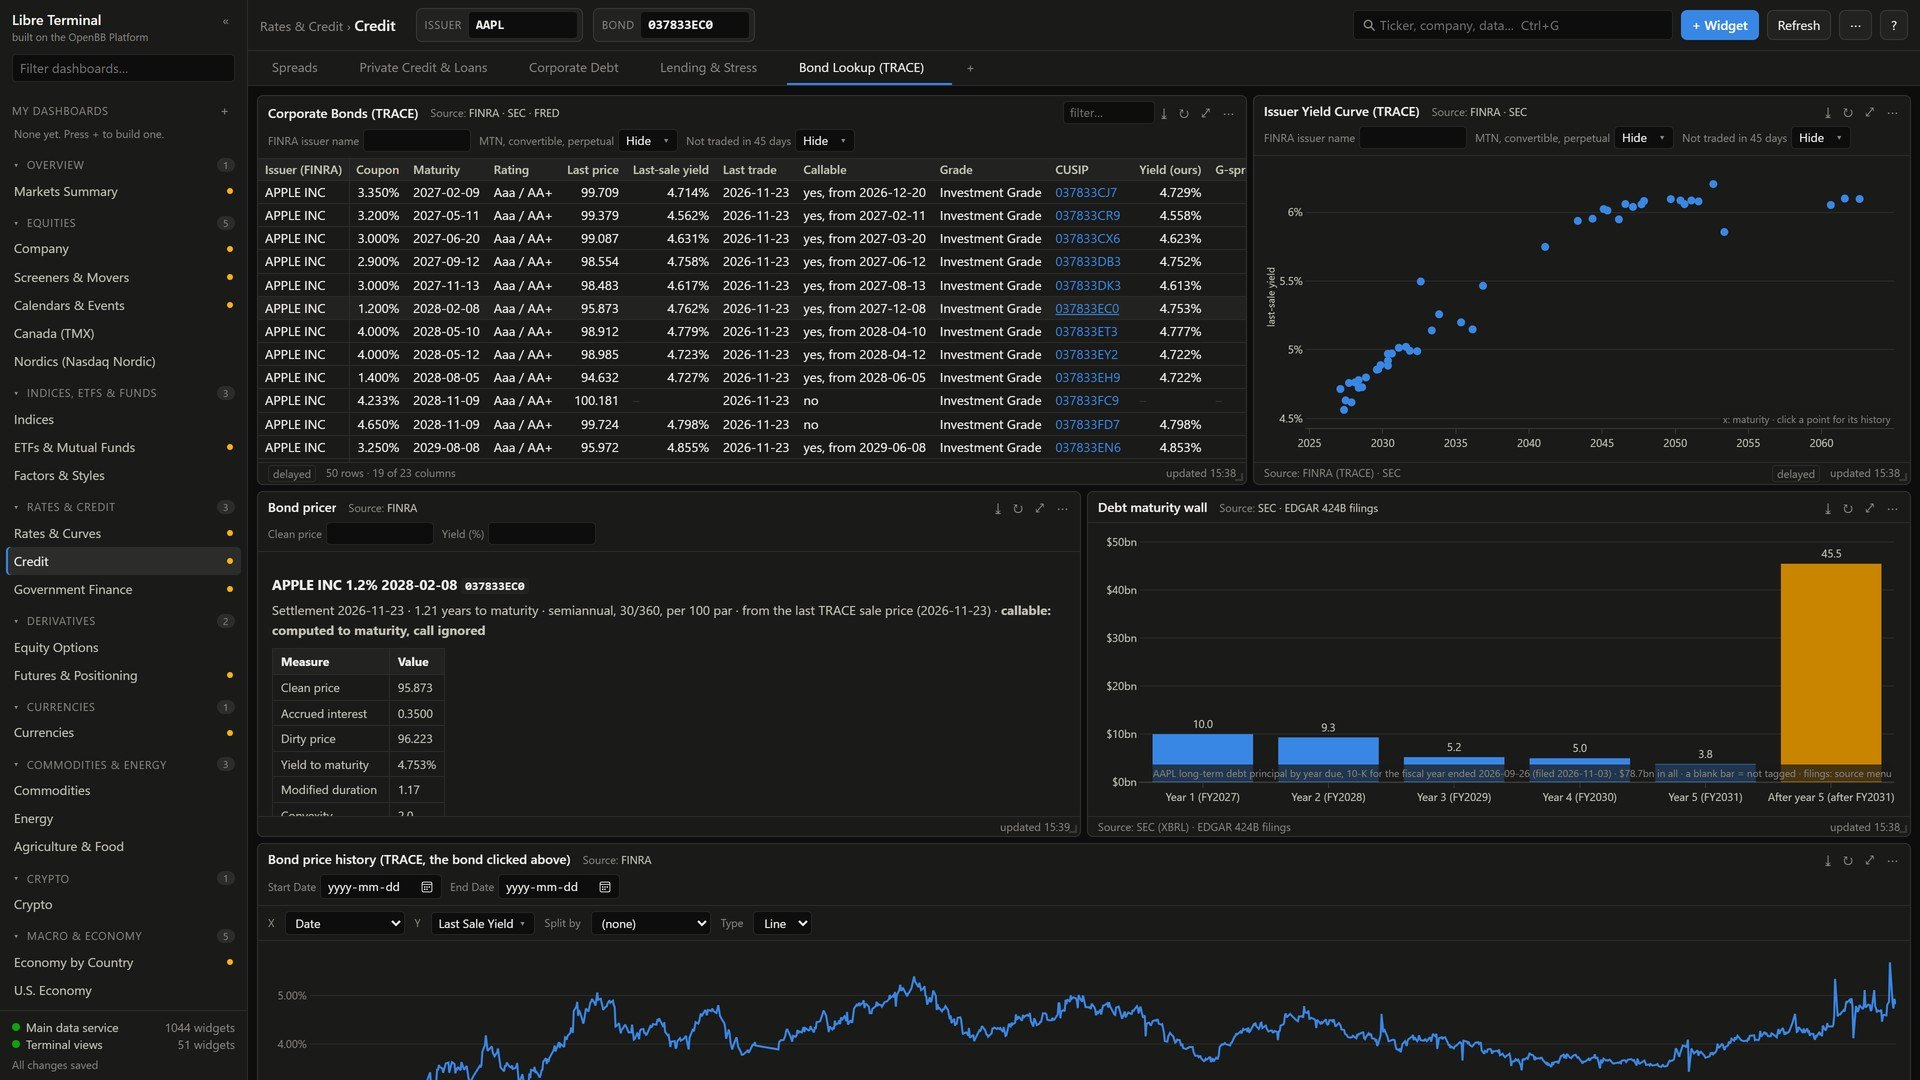 Libre Terminal «
built on the OpenBB Platform
Filter dashboards...
MY DASHBOARDS +
None yet. Press + to build one.
OVERVIEW 1
Markets Summary
EQUITIES 5
Company
Screeners & Movers
Calendars & Events
Canada (TMX)
Nordics (Nasdaq Nordic)
INDICES, ETFS & FUNDS 3
Indices
ETFs & Mutual Funds
Factors & Styles
RATES & CREDIT 3
Rates & Curves
Credit
Government Finance
DERIVATIVES 2
Equity Options
Futures & Positioning
CURRENCIES 1
Currencies
COMMODITIES & ENERGY 3
Commodities
Energy
Agriculture & Food
CRYPTO 1
Crypto
MACRO & ECONOMY 5
Economy by Country
U.S. Economy
Main data service 1044 widgets
Terminal views 51 widgets
All changes saved
Rates & Credit › Credit ISSUER AAPL BOND 037833EC0 Ticker, company, data... Ctrl+G + Widget Refresh ... ?
Spreads Private Credit & Loans Corporate Debt Lending & Stress Bond Lookup (TRACE) +
Corporate Bonds (TRACE) Source: FINRA · SEC · FRED filter...
FINRA issuer name MTN, convertible, perpetual Hide Not traded in 45 days Hide
Issuer (FINRA) Coupon Maturity Rating Last price Last-sale yield Last trade Callable Grade CUSIP Yield (ours) G-spr
APPLE INC 3.350% 2027-02-09 Aaa / AA+ 99.709 4.714% 2026-11-23 yes, from 2026-12-20 Investment Grade 037833CJ7 4.729%
APPLE INC 3.200% 2027-05-11 Aaa / AA+ 99.379 4.562% 2026-11-23 yes, from 2027-02-11 Investment Grade 037833CR9 4.558%
APPLE INC 3.000% 2027-06-20 Aaa / AA+ 99.087 4.631% 2026-11-23 yes, from 2027-03-20 Investment Grade 037833CX6 4.623%
APPLE INC 2.900% 2027-09-12 Aaa / AA+ 98.554 4.758% 2026-11-23 yes, from 2027-06-12 Investment Grade 037833DB3 4.752%
APPLE INC 3.000% 2027-11-13 Aaa / AA+ 98.483 4.617% 2026-11-23 yes, from 2027-08-13 Investment Grade 037833DK3 4.613%
APPLE INC 1.200% 2028-02-08 Aaa / AA+ 95.873 4.762% 2026-11-23 yes, from 2027-12-08 Investment Grade 037833EC0 4.753%
APPLE INC 4.000% 2028-05-10 Aaa / AA+ 98.912 4.779% 2026-11-23 yes, from 2028-04-10 Investment Grade 037833ET3 4.777%
APPLE INC 4.000% 2028-05-12 Aaa / AA+ 98.985 4.723% 2026-11-23 yes, from 2028-04-12 Investment Grade 037833EY2 4.722%
APPLE INC 1.400% 2028-08-05 Aaa / AA+ 94.632 4.727% 2026-11-23 yes, from 2028-06-05 Investment Grade 037833EH9 4.722%
APPLE INC 4.233% 2028-11-09 Aaa / AA+ 100.181 – 2026-11-23 no Investment Grade 037833FC9 – –
APPLE INC 4.650% 2028-11-09 Aaa / AA+ 99.724 4.798% 2026-11-23 no Investment Grade 037833FD7 4.798%
APPLE INC 3.250% 2029-08-08 Aaa / AA+ 95.972 4.855% 2026-11-23 yes, from 2029-06-08 Investment Grade 037833EN6 4.853%
delayed 50 rows · 19 of 23 columns updated 15:38
Issuer Yield Curve (TRACE) Source: FINRA · SEC
FINRA issuer name MTN, convertible, perpetual Hide Not traded in 45 days Hide
6%
5.5%
5%
4.5%
last-sale yield
x: maturity · click a point for its history
2025 2030 2035 2040 2045 2050 2055 2060
Source: FINRA (TRACE) · SEC delayed updated 15:38
Bond pricer Source: FINRA
Clean price Yield (%)
APPLE INC 1.2% 2028-02-08 037833EC0
Settlement 2026-11-23 · 1.21 years to maturity · semiannual, 30/360, per 100 par · from the last TRACE sale price (2026-11-23) · callable:
computed to maturity, call ignored
Measure Value
Clean price 95.873
Accrued interest 0.3500
Dirty price 96.223
Yield to maturity 4.753%
Modified duration 1.17
Convexity 2.0
updated 15:39
Debt maturity wall Source: SEC · EDGAR 424B filings
$50bn
$40bn
$30bn
$20bn
$10bn
$0bn
10.0 9.3 5.2 5.0 3.8 45.5
AAPL long-term debt principal by year due, 10-K for the fiscal year ended 2026-09-26 (filed 2026-11-03) · $78.7bn in all · a blank bar = not tagged · filings: source menu
Year 1 (FY2027) Year 2 (FY2028) Year 3 (FY2029) Year 4 (FY2030) Year 5 (FY2031) After year 5 (after FY2031)
Source: SEC (XBRL) · EDGAR 424B filings updated 15:38
Bond price history (TRACE, the bond clicked above) Source: FINRA
Start Date yyyy-mm-dd End Date yyyy-mm-dd
X Date Y Last Sale Yield Split by (none) Type Line
5.00%
4.00%